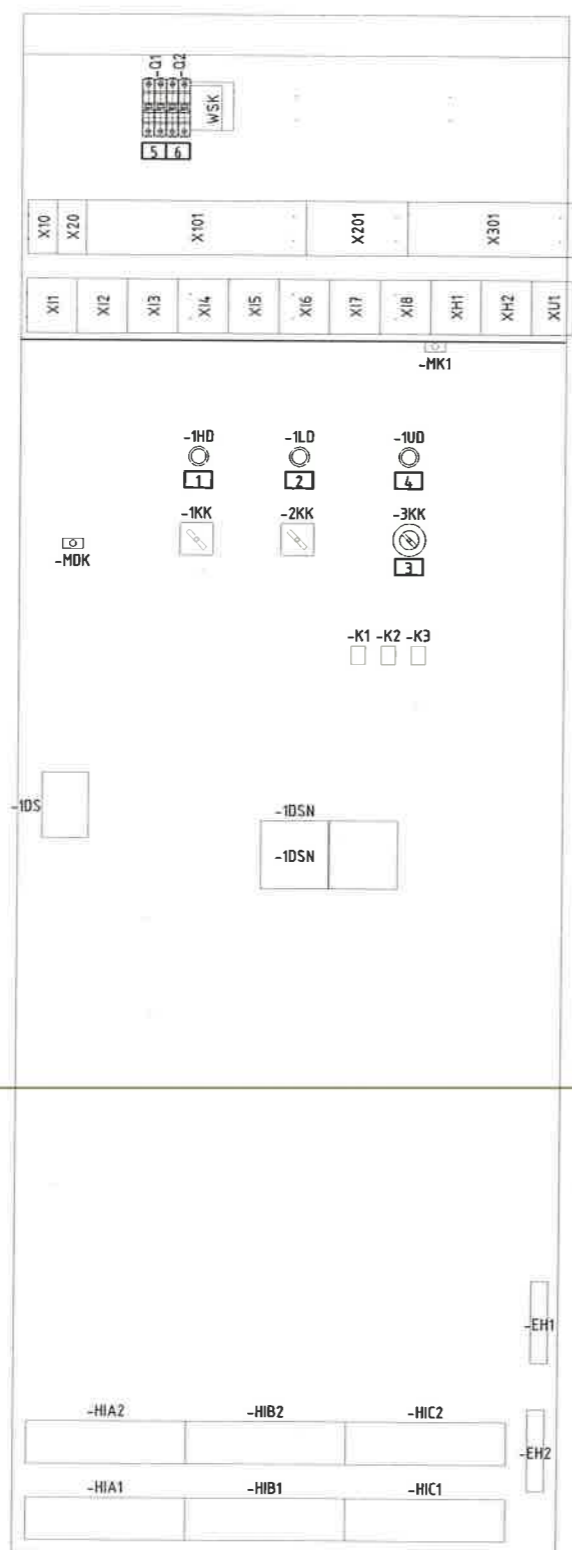 -Q1
-Q2
WSK
5 6
X10 X20 X101 X201 X301
XI1 XI2 XI3 XI4 XI5 XI6 XI7 XI8 XH1 XH2 XU1
-MK1
-1HD -1LD -1UD
1 2 4
-1KK -2KK -3KK
-MDK
3
-K1 -K2 -K3
-1DS
-1DSN
-1DSN
-EH1
-HIA2 -HIB2 -HIC2
-EH2
-HIA1 -HIB1 -HIC1